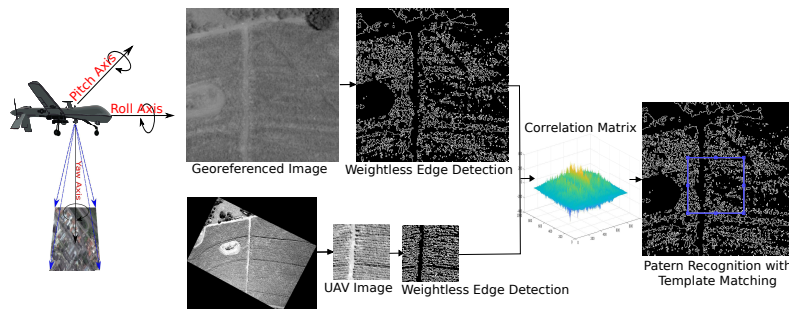 Pitch Axis
Roll Axis
Yaw Axis
Georeferenced Image
Weightless Edge Detection
Correlation Matrix
UAV Image
Weightless Edge Detection
Patern Recognition with
Template Matching